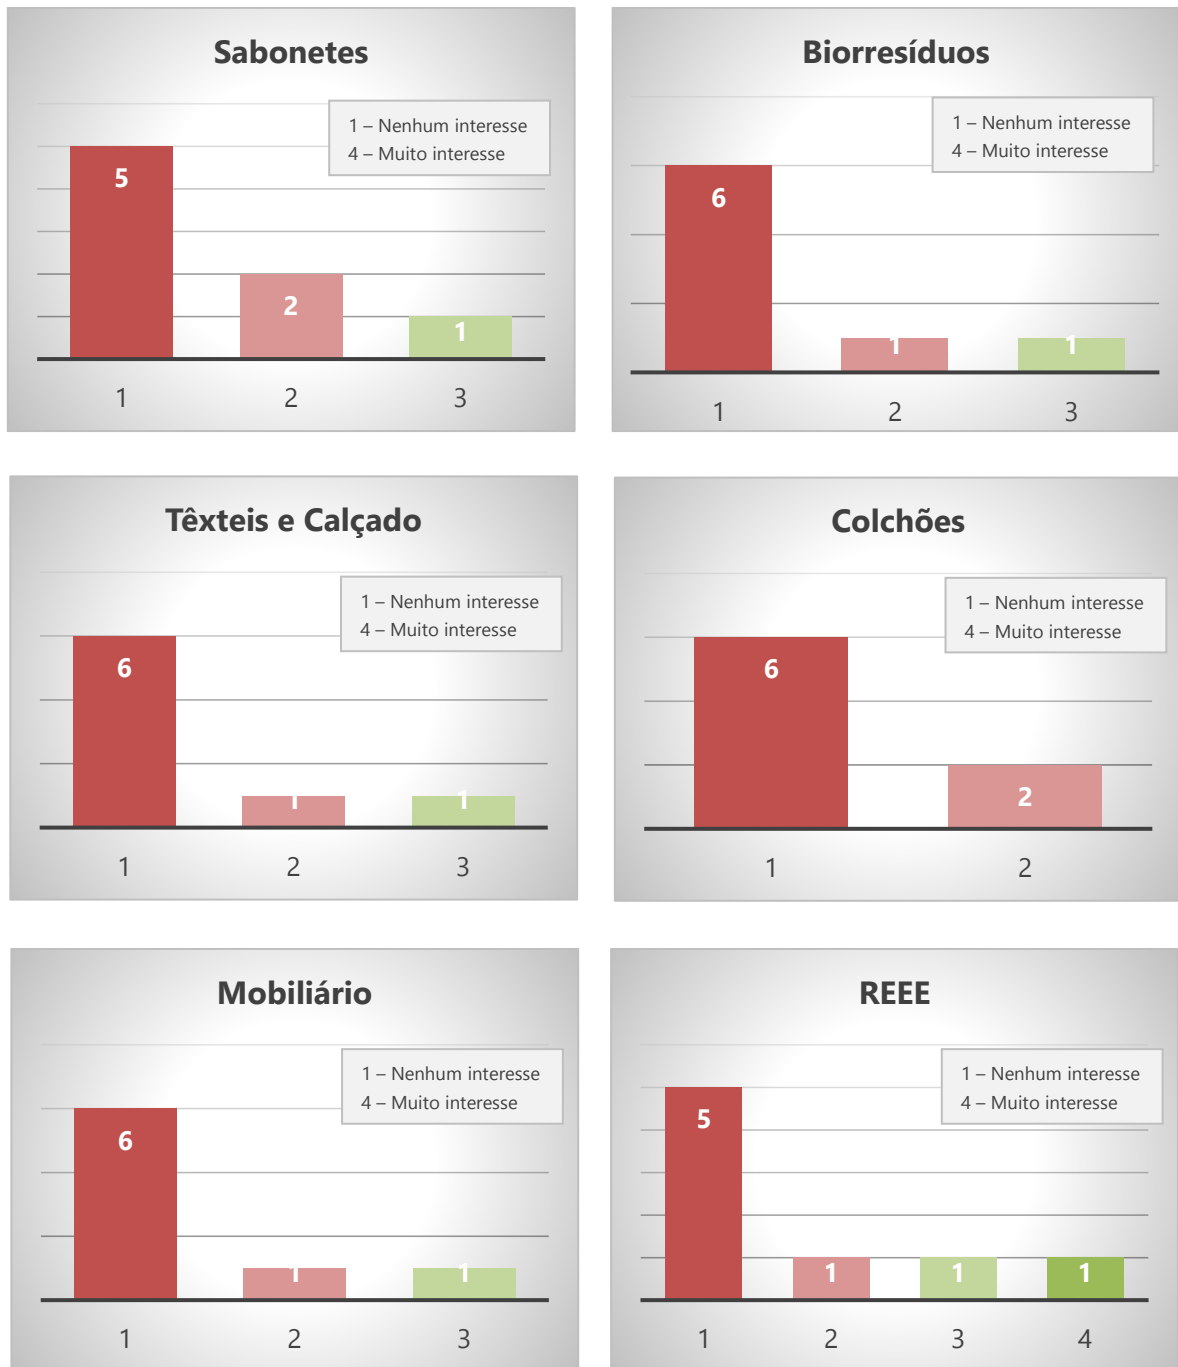 Sabonetes
1 – Nenhum interesse
4 – Muito interesse
5
2
1
1 2 3
Biorresíduos
1 – Nenhum interesse
4 – Muito interesse
6
1
1
1 2 3
Têxteis e Calçado
1 – Nenhum interesse
4 – Muito interesse
6
1
1
1 2 3
Colchões
1 – Nenhum interesse
4 – Muito interesse
6
2
1 2
Mobiliário
1 – Nenhum interesse
4 – Muito interesse
6
1
1
1 2 3
REEE
1 – Nenhum interesse
4 – Muito interesse
5
1
1
1
1 2 3 4